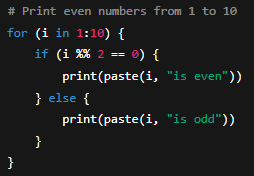 # Print even numbers from 1 to 10
for (i in 1:10) {
    if (i %% 2 == 0) {
        print(paste(i, "is even"))
    } else {
        print(paste(i, "is odd"))
    }
}